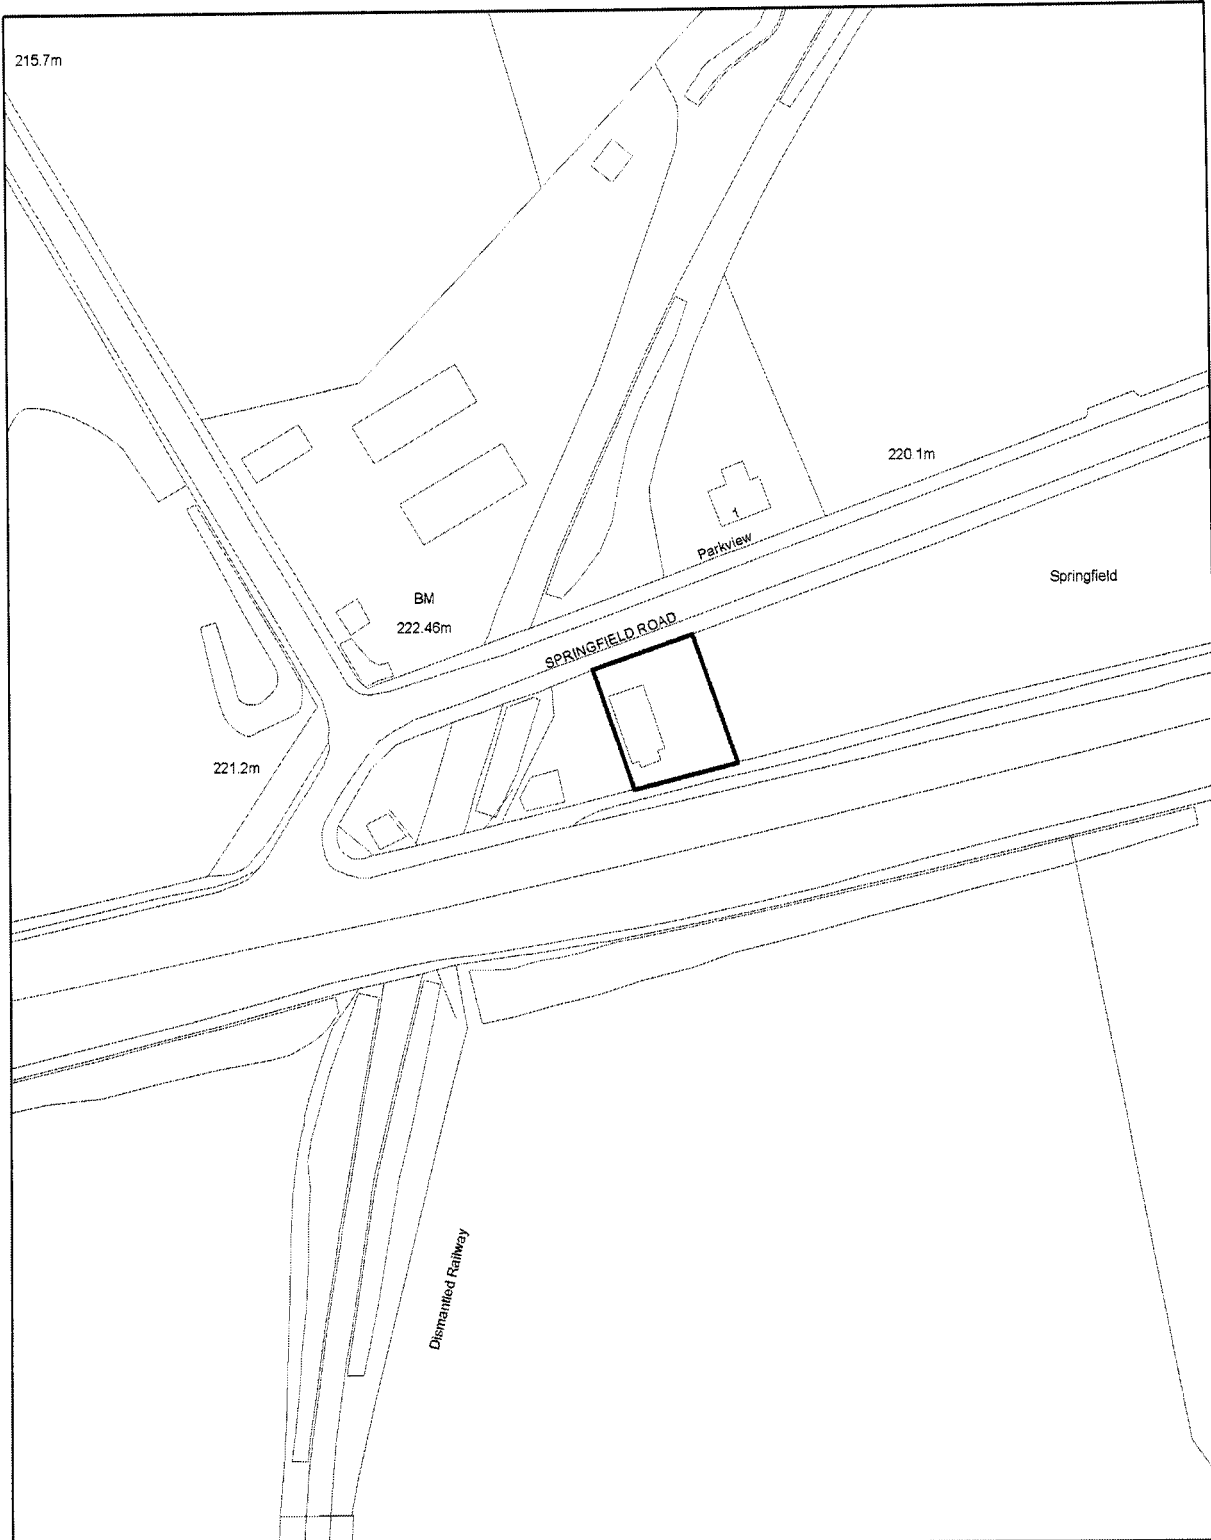 215.7m
220.1m
1
Parkview
Springfield
BM
222.46m
SPRINGFIELD ROAD
221.2m
Dismantled Railway